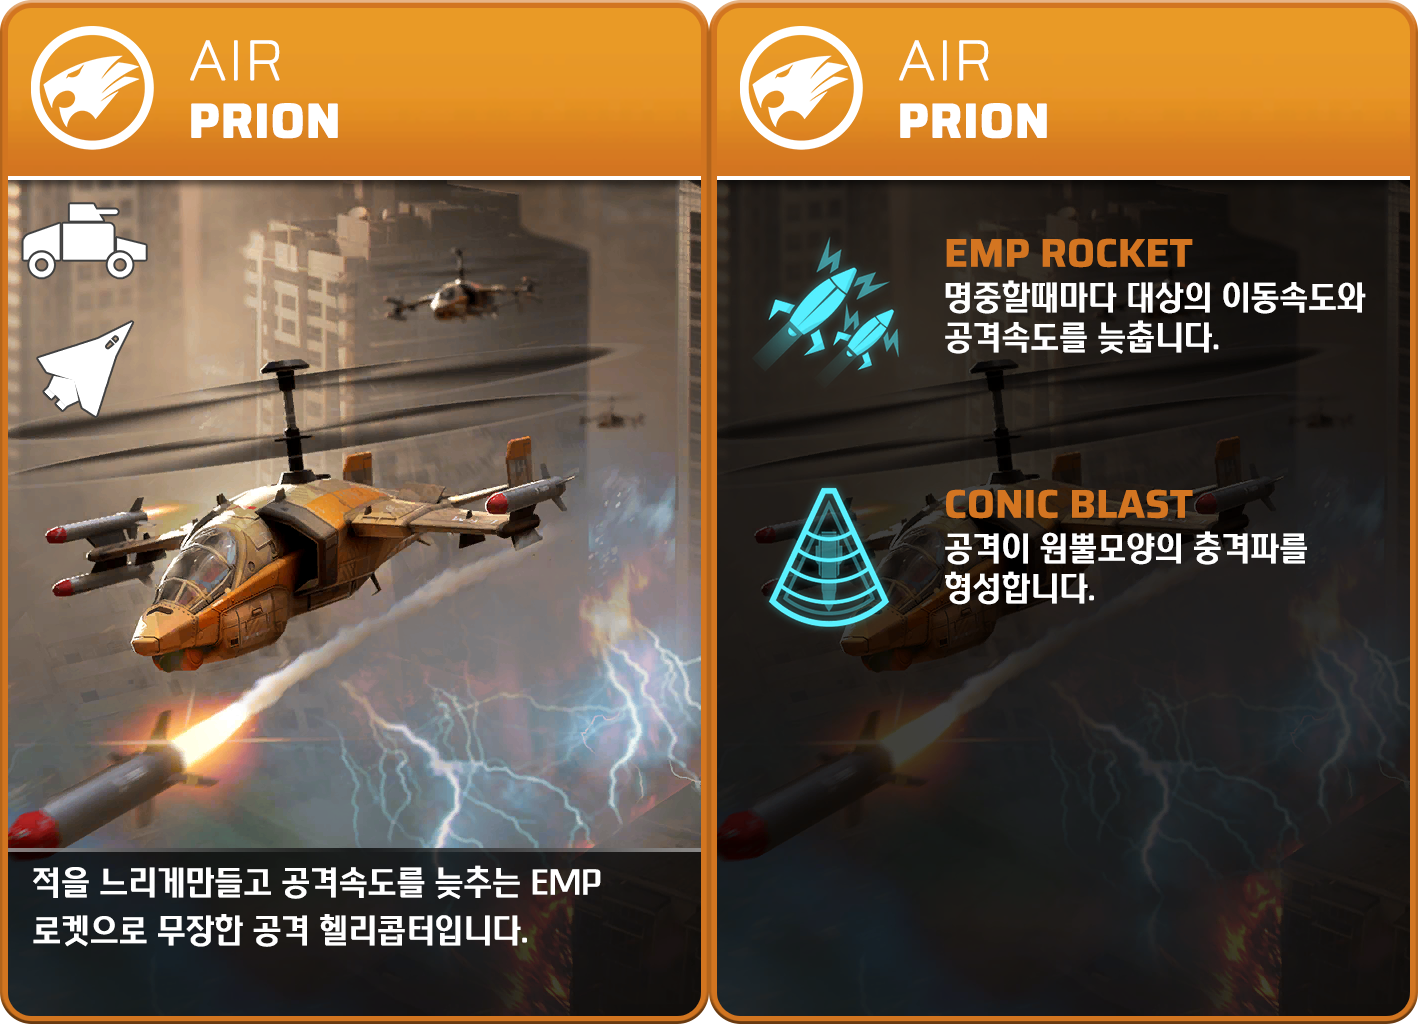 AIR
PRION
적을 느리게만들고 공격속도를 늦추는 EMP
로켓으로 무장한 공격 헬리콥터입니다.
AIR
PRION
EMP ROCKET
명중할때마다 대상의 이동속도와
공격속도를 늦춥니다.
CONIC BLAST
공격이 원뿔모양의 충격파를
형성합니다.